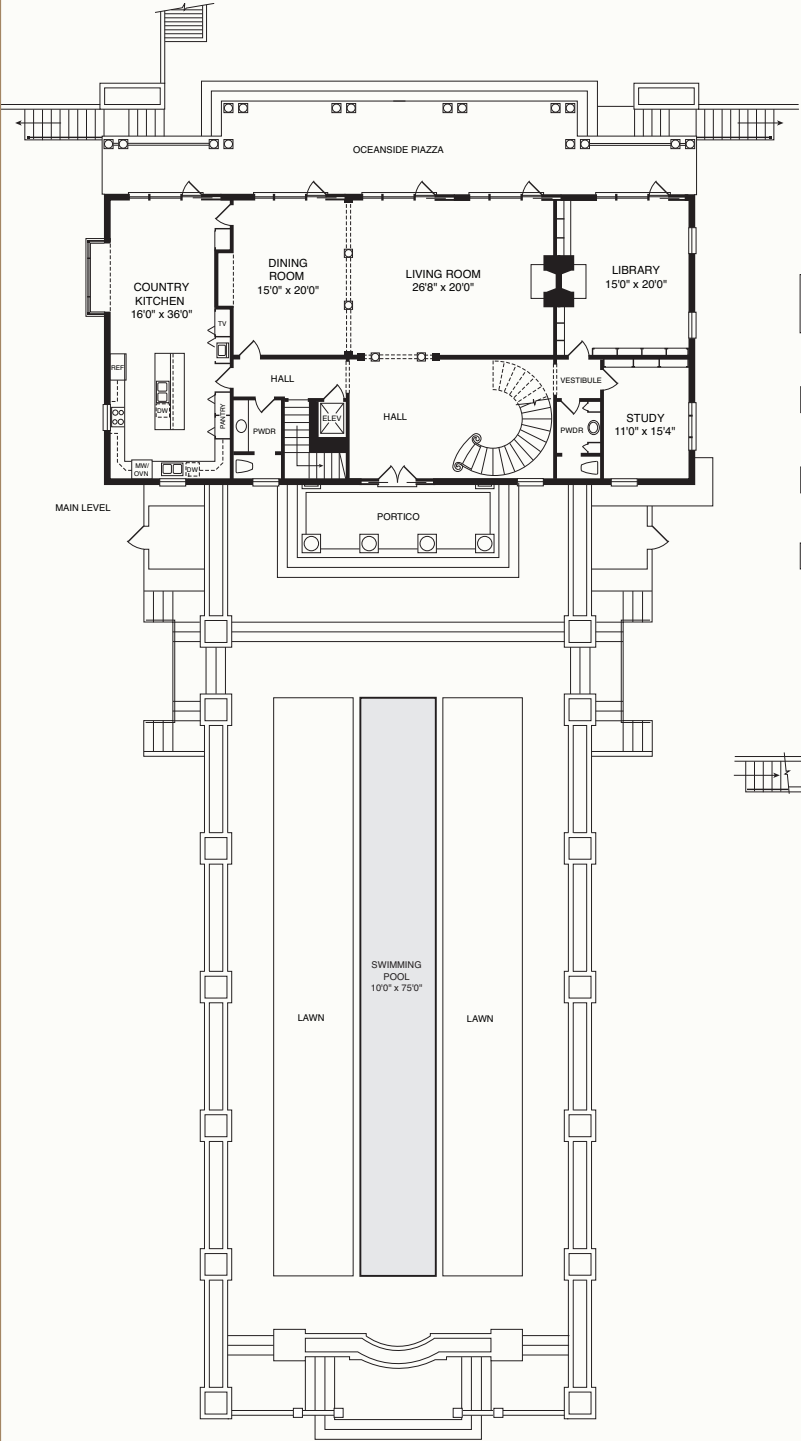 OCEANSIDE PIAZZA
DINING
ROOM
15'0" x 20'0"
LIVING ROOM
26'8" x 20'0"
LIBRARY
15'0" x 20'0"
COUNTRY
KITCHEN
16'0" x 36'0"
TV
REF
DW
PANTRY
HALL
ELEV
PWDR
HALL
VESTIBULE
PWDR
STUDY
11'0" x 15'4"
MW/
OVN
DW
MAIN LEVEL
PORTICO
SWIMMING
POOL
10'0" x 75'0"
LAWN
LAWN